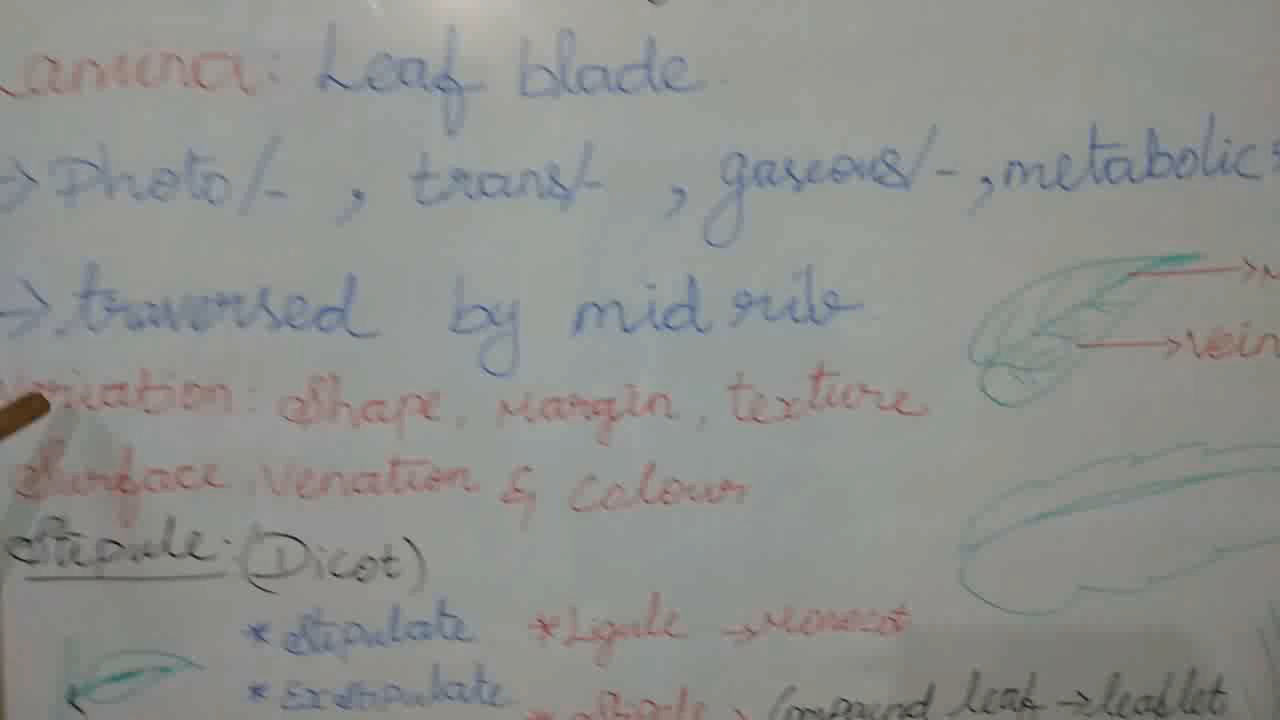 Lamina: Leaf blade
→ Photo/- , trans/- , gaseous/- , metabolic
→ traversed by mid rib
→ vein
Variation: Shape, Margin, texture
Surface, Venation & Colour
Stipule: (Dicot)
* Stipulate * Ligule → Monocot
* Exstipulate
Compound leaf → leaflet